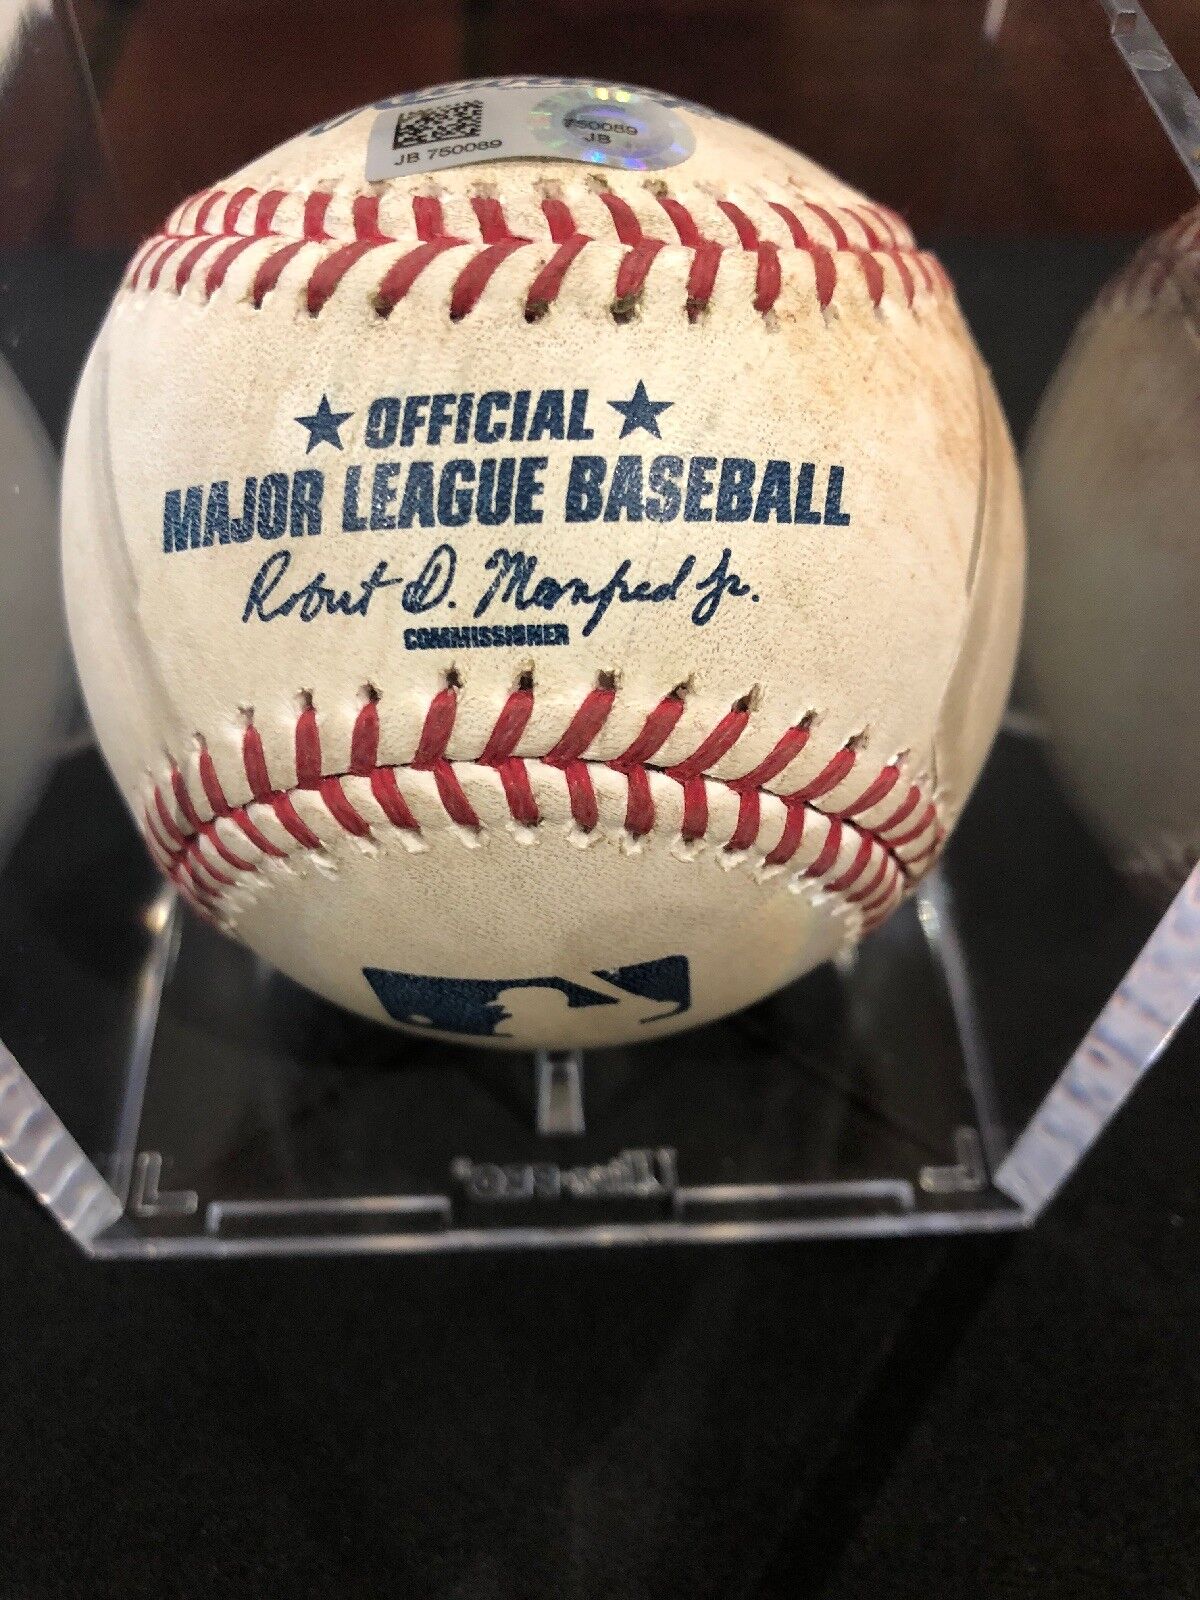 JB 750089
750089
JB
★ OFFICIAL ★
MAJOR LEAGUE BASEBALL
Robert D. Manfred Jr.
COMMISSIONER